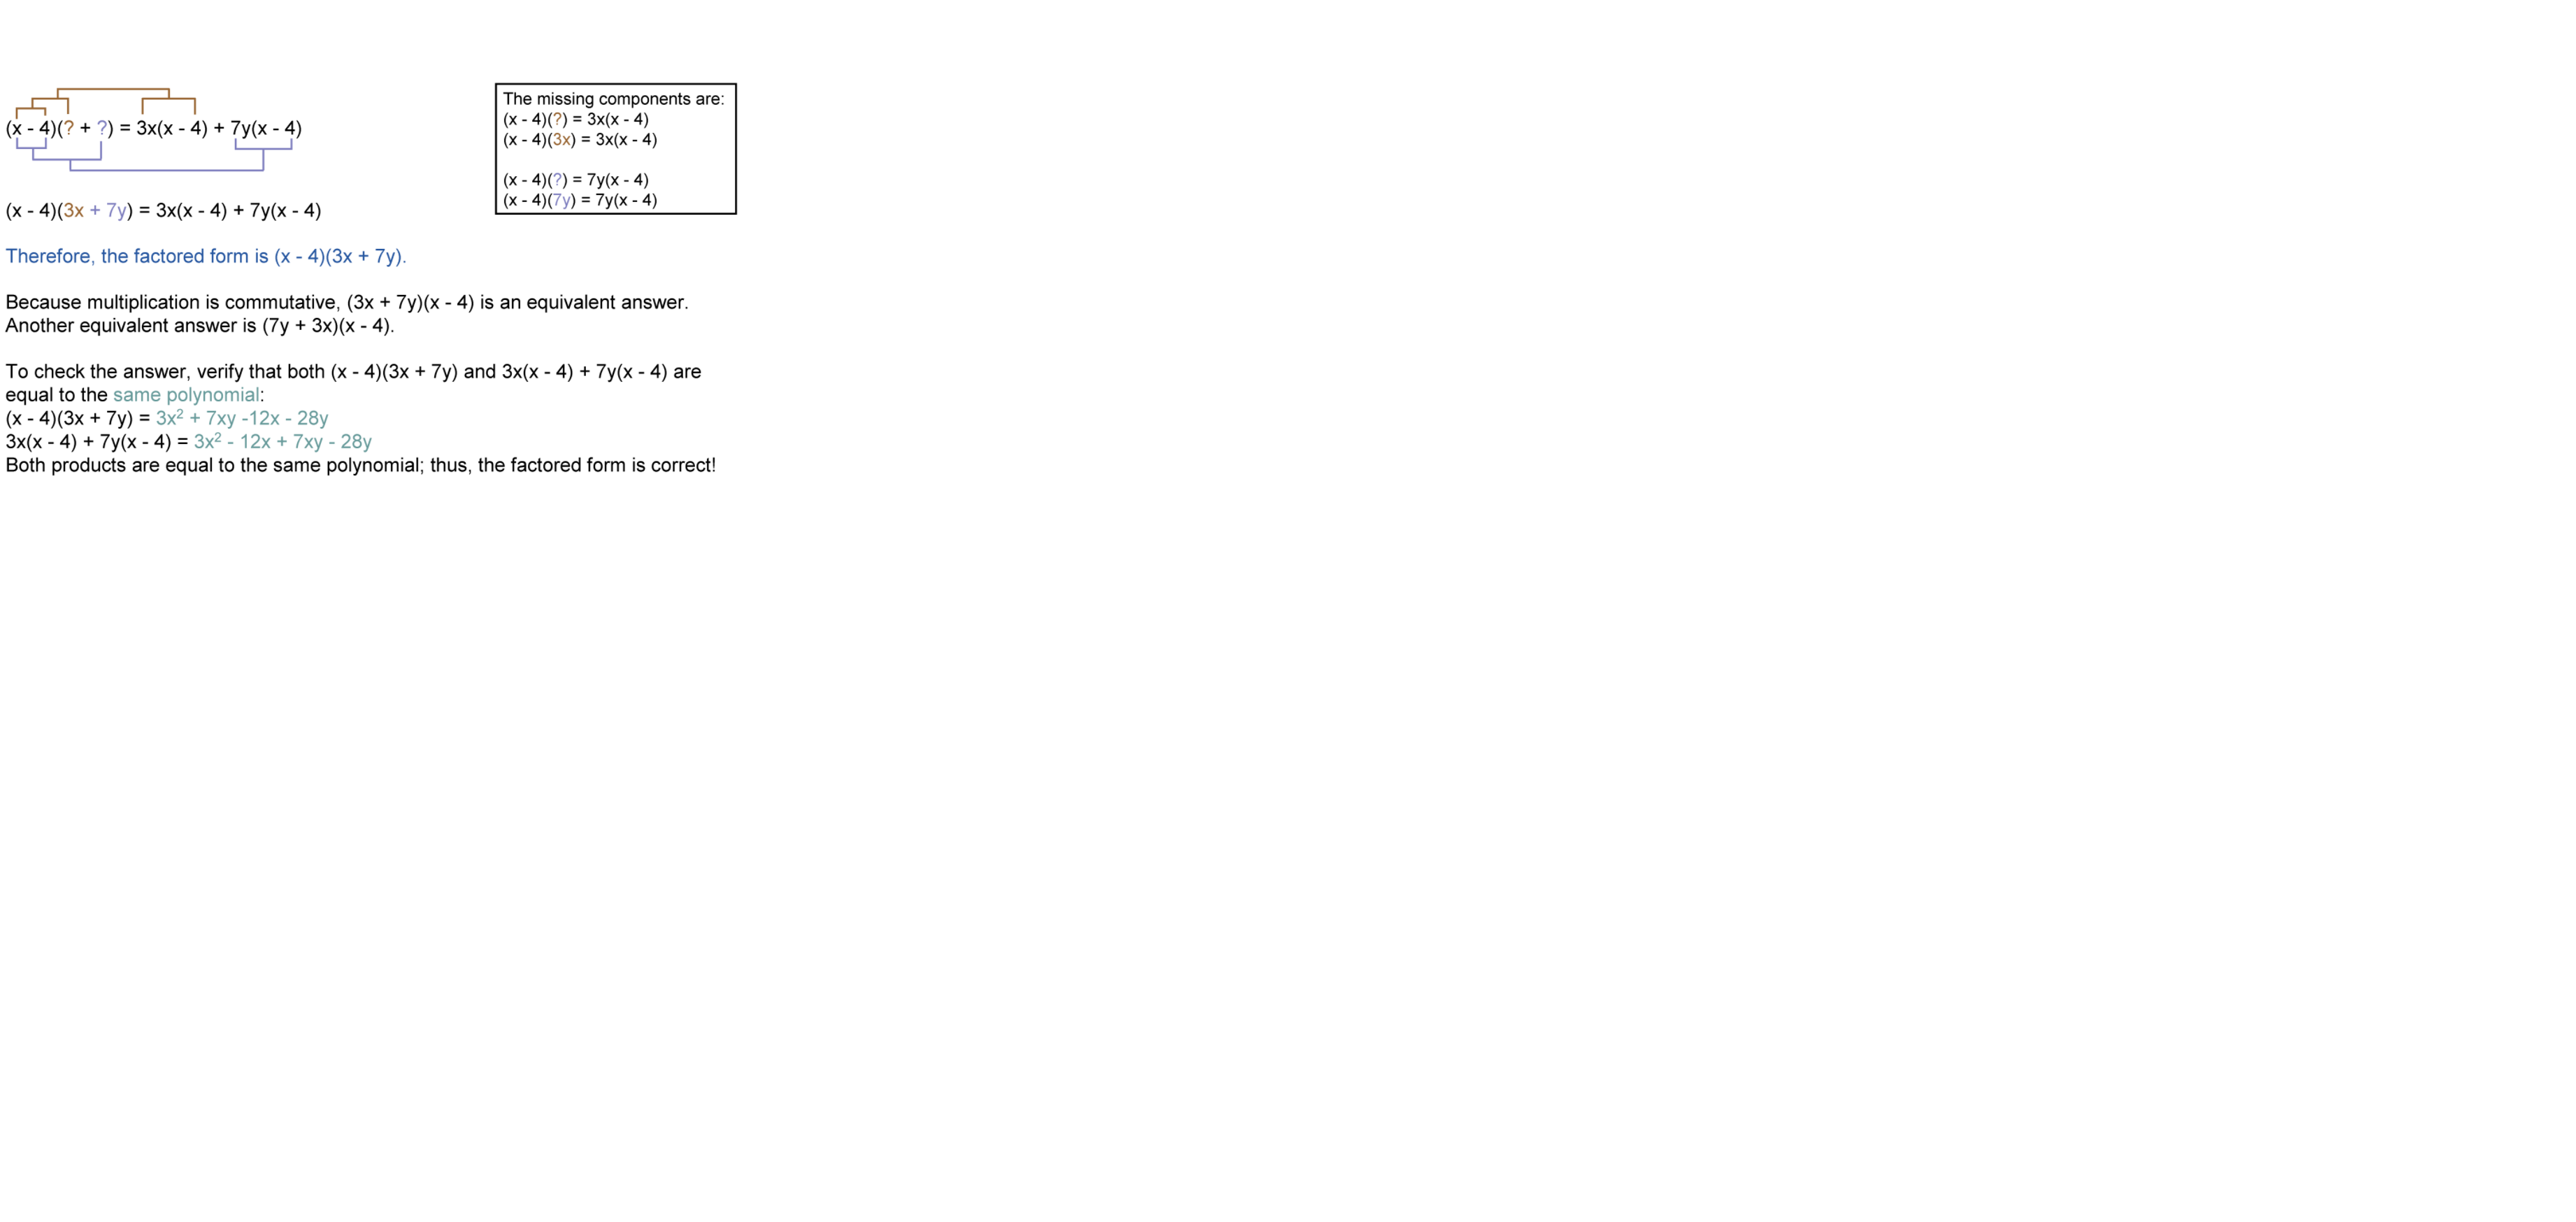 (x - 4)(? + ?) = 3x(x - 4) + 7y(x - 4)
The missing components are:
(x - 4)(?) = 3x(x - 4)
(x - 4)(3x) = 3x(x - 4)
(x - 4)(?) = 7y(x - 4)
(x - 4)(7y) = 7y(x - 4)
(x - 4)(3x + 7y) = 3x(x - 4) + 7y(x - 4)
Therefore, the factored form is (x - 4)(3x + 7y).
Because multiplication is commutative, (3x + 7y)(x - 4) is an equivalent answer.
Another equivalent answer is (7y + 3x)(x - 4).
To check the answer, verify that both (x - 4)(3x + 7y) and 3x(x - 4) + 7y(x - 4) are
equal to the same polynomial:
(x - 4)(3x + 7y) = 3x² + 7xy -12x - 28y
3x(x - 4) + 7y(x - 4) = 3x² - 12x + 7xy - 28y
Both products are equal to the same polynomial; thus, the factored form is correct!